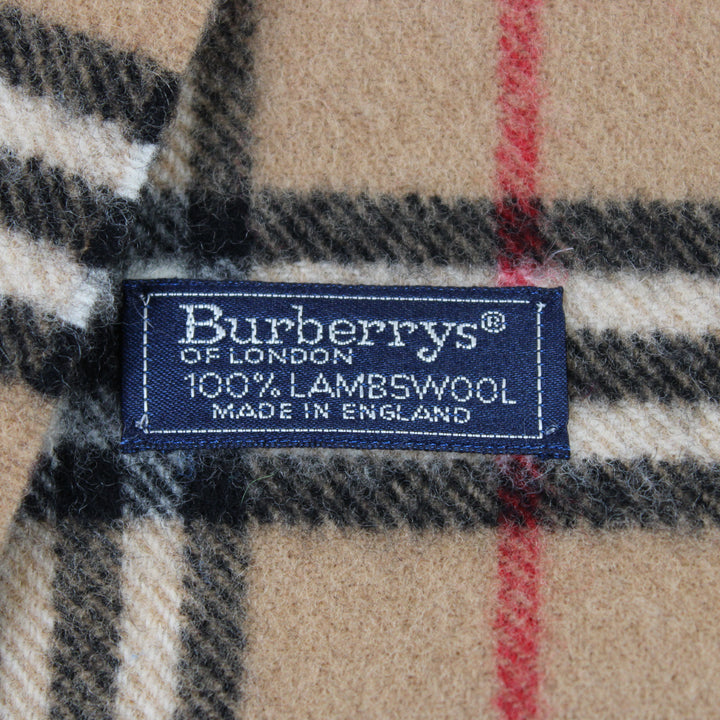 Burberrys®
OF LONDON
100% LAMBSWOOL
MADE IN ENGLAND